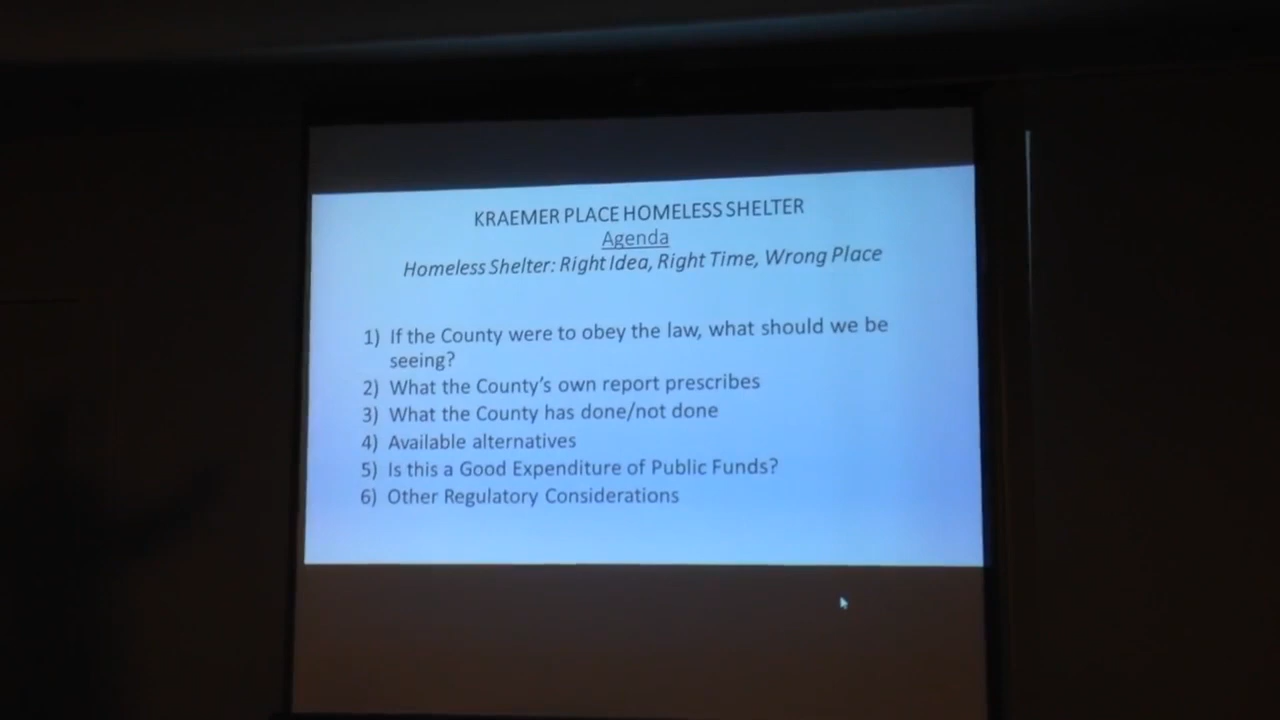 KRAEMER PLACE HOMELESS SHELTER
Agenda
Homeless Shelter: Right Idea, Right Time, Wrong Place
1) If the County were to obey the law, what should we be
seeing?
2) What the County's own report prescribes
3) What the County has done/not done
4) Available alternatives
5) Is this a Good Expenditure of Public Funds?
6) Other Regulatory Considerations